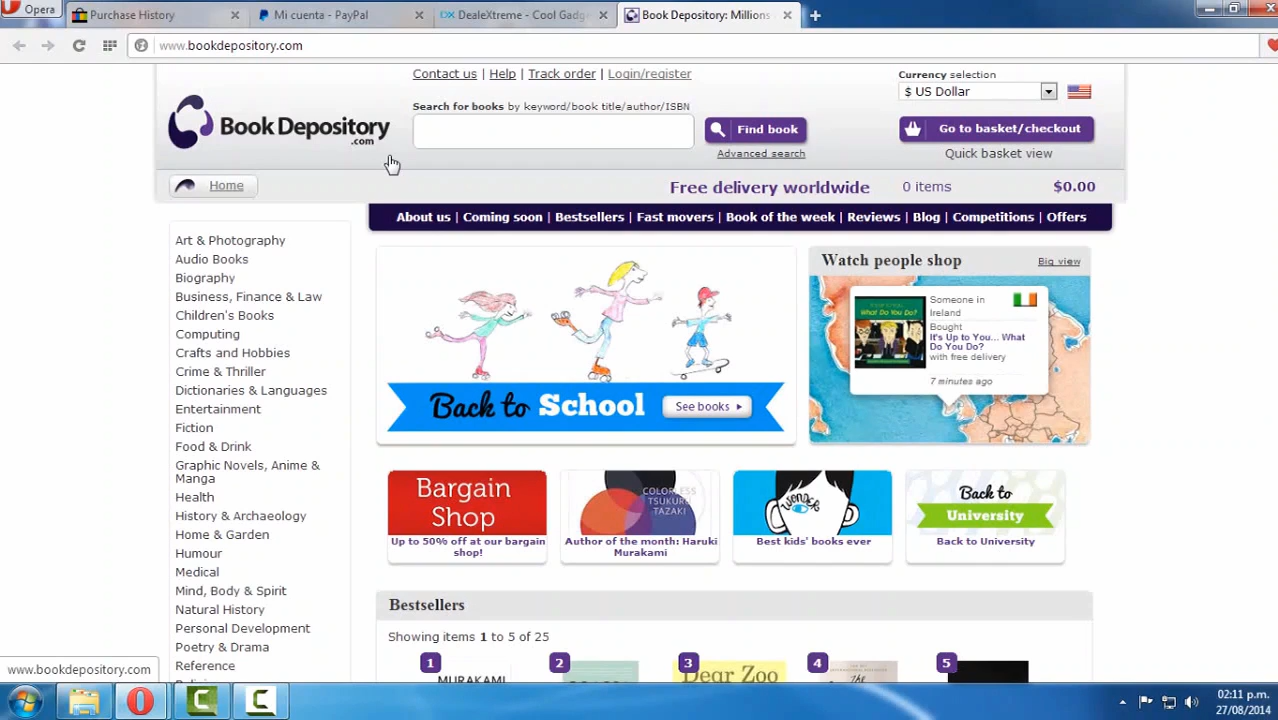 Opera
Purchase History
Mi cuenta - PayPal
DX DealeXtreme - Cool Gadg
Book Depository: Millions
www.bookdepository.com
Contact us | Help | Track order | Login/register
Currency selection
$ US Dollar
Search for books by keyword/book title/author/ISBN
Book Depository
.com
Find book
Go to basket/checkout
Advanced search
Quick basket view
Home
Free delivery worldwide
0 items
$0.00
About us | Coming soon | Bestsellers | Fast movers | Book of the week | Reviews | Blog | Competitions | Offers
Art & Photography
Audio Books
Biography
Business, Finance & Law
Children's Books
Computing
Crafts and Hobbies
Crime & Thriller
Dictionaries & Languages
Entertainment
Fiction
Food & Drink
Graphic Novels, Anime &
Manga
Health
History & Archaeology
Home & Garden
Humour
Medical
Mind, Body & Spirit
Natural History
Personal Development
Poetry & Drama
Reference
Back to School
See books
Watch people shop
Big view
What Do You Do?
Someone in
Ireland
Bought
It's Up to You... What
Do You Do?
with free delivery
7 minutes ago
Bargain
Shop
Up to 50% off at our bargain
shop!
COLORLESS
TSUKURU
TAZAKI
Author of the month: Haruki
Murakami
wonder
Best kids' books ever
Back to
University
Back to University
Bestsellers
Showing items 1 to 5 of 25
1
2
3
4
5
MURAKAMI
Dear Zoo
the
www.bookdepository.com
02:11 p.m.
27/08/2014